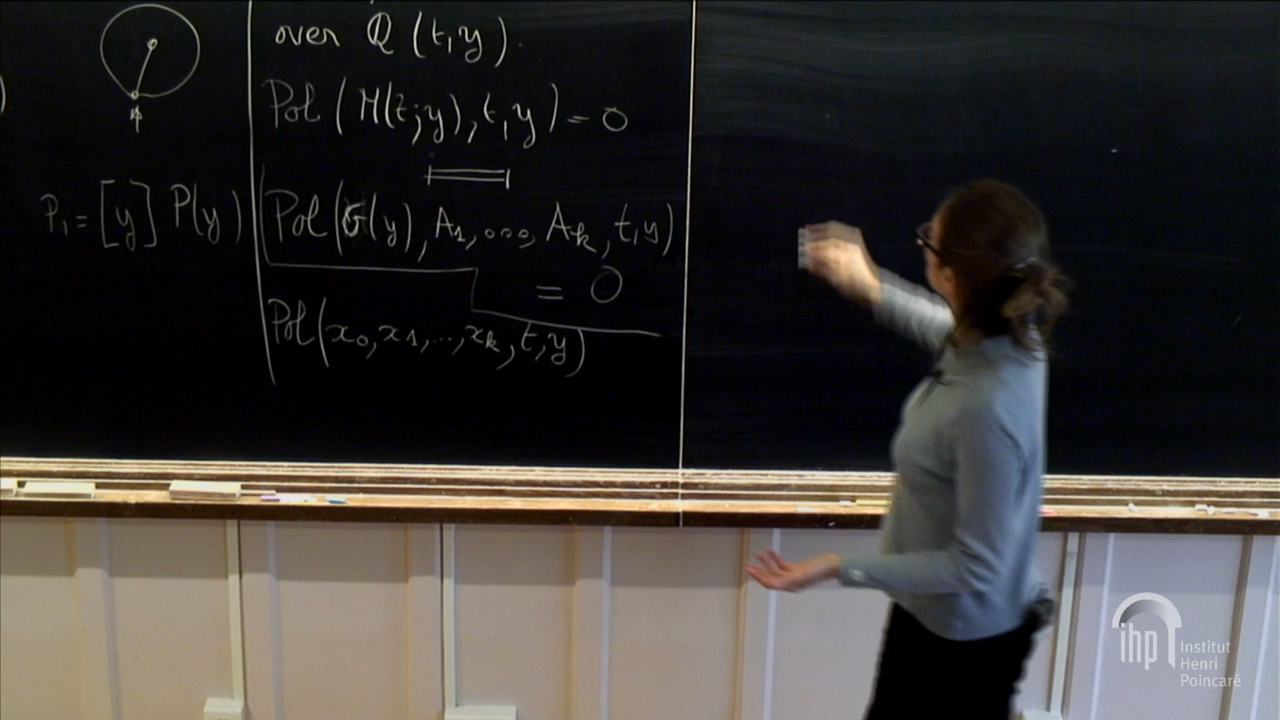 over Q (t,y).
Pol (M(t;y), t, y) = 0
P₁ = [y] P(y)
Pol (G(y), A₁, ..., Aₖ, t, y)
= 0
Pol (x₀, x₁, ..., xₖ, t, y)
ihp Institut
Henri
Poincaré